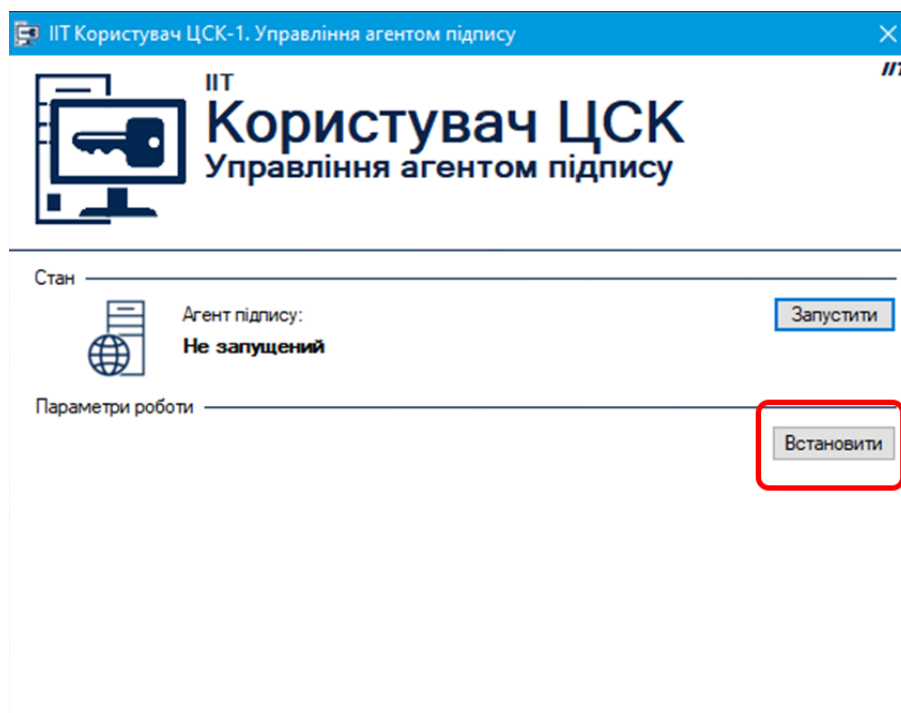 ІІТ Користувач ЦСК-1. Управління агентом підпису
ІІТ
ІІТ
Користувач ЦСК
Управління агентом підпису
Стан
Агент підпису:
Запустити
Не запущений
Параметри роботи
Встановити